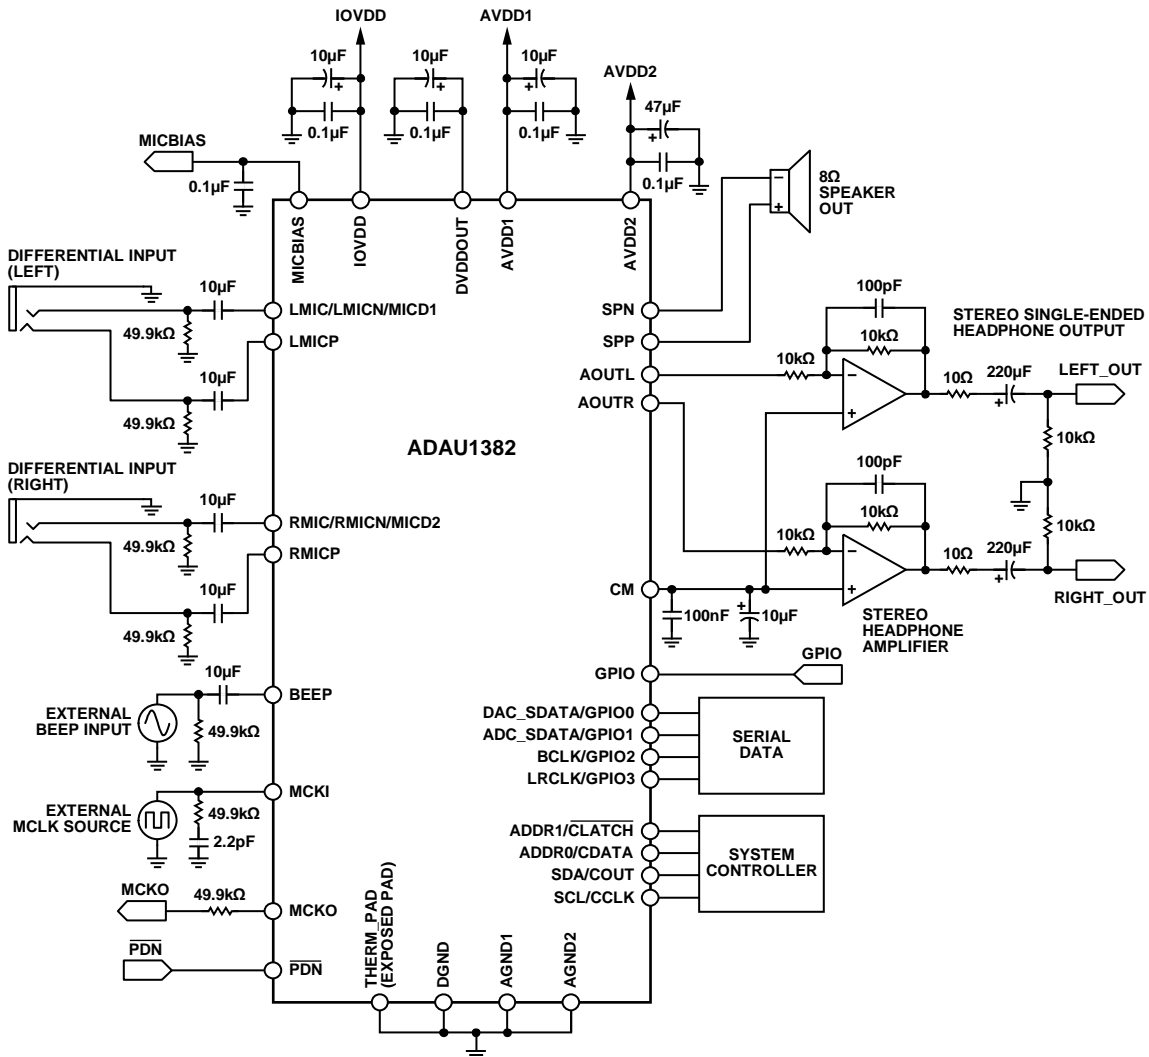 IOVDD
AVDD1
10µF
10µF
10µF
AVDD2
47µF
0.1µF
0.1µF
0.1µF
MICBIAS
0.1µF
0.1µF
8Ω
SPEAKER
OUT
MICBIAS
IOVDD
DVDDOUT
AVDD1
AVDD2
DIFFERENTIAL INPUT
(LEFT)
10µF
LMIC/LMICN/MICD1
49.9kΩ
LMICP
10µF
49.9kΩ
SPN
SPP
AOUTL
AOUTR
100pF
10kΩ
10kΩ
STEREO SINGLE-ENDED
HEADPHONE OUTPUT
10Ω
220µF
LEFT_OUT
10kΩ
ADAU1382
DIFFERENTIAL INPUT
(RIGHT)
10µF
RMIC/RMICN/MICD2
49.9kΩ
RMICP
10µF
49.9kΩ
100pF
10kΩ
10kΩ
10kΩ
10Ω
220µF
RIGHT_OUT
CM
100nF
10µF
STEREO
HEADPHONE
AMPLIFIER
GPIO
GPIO
10µF
BEEP
EXTERNAL
BEEP INPUT
49.9kΩ
DAC_SDATA/GPIO0
ADC_SDATA/GPIO1
BCLK/GPIO2
LRCLK/GPIO3
SERIAL
DATA
MCKI
EXTERNAL
MCLK SOURCE
49.9kΩ
2.2pF
ADDR1/CLATCH
ADDR0/CDATA
SDA/COUT
SCL/CCLK
SYSTEM
CONTROLLER
MCKO
49.9kΩ
MCKO
PDN
PDN
THERM_PAD
(EXPOSED PAD)
DGND
AGND1
AGND2